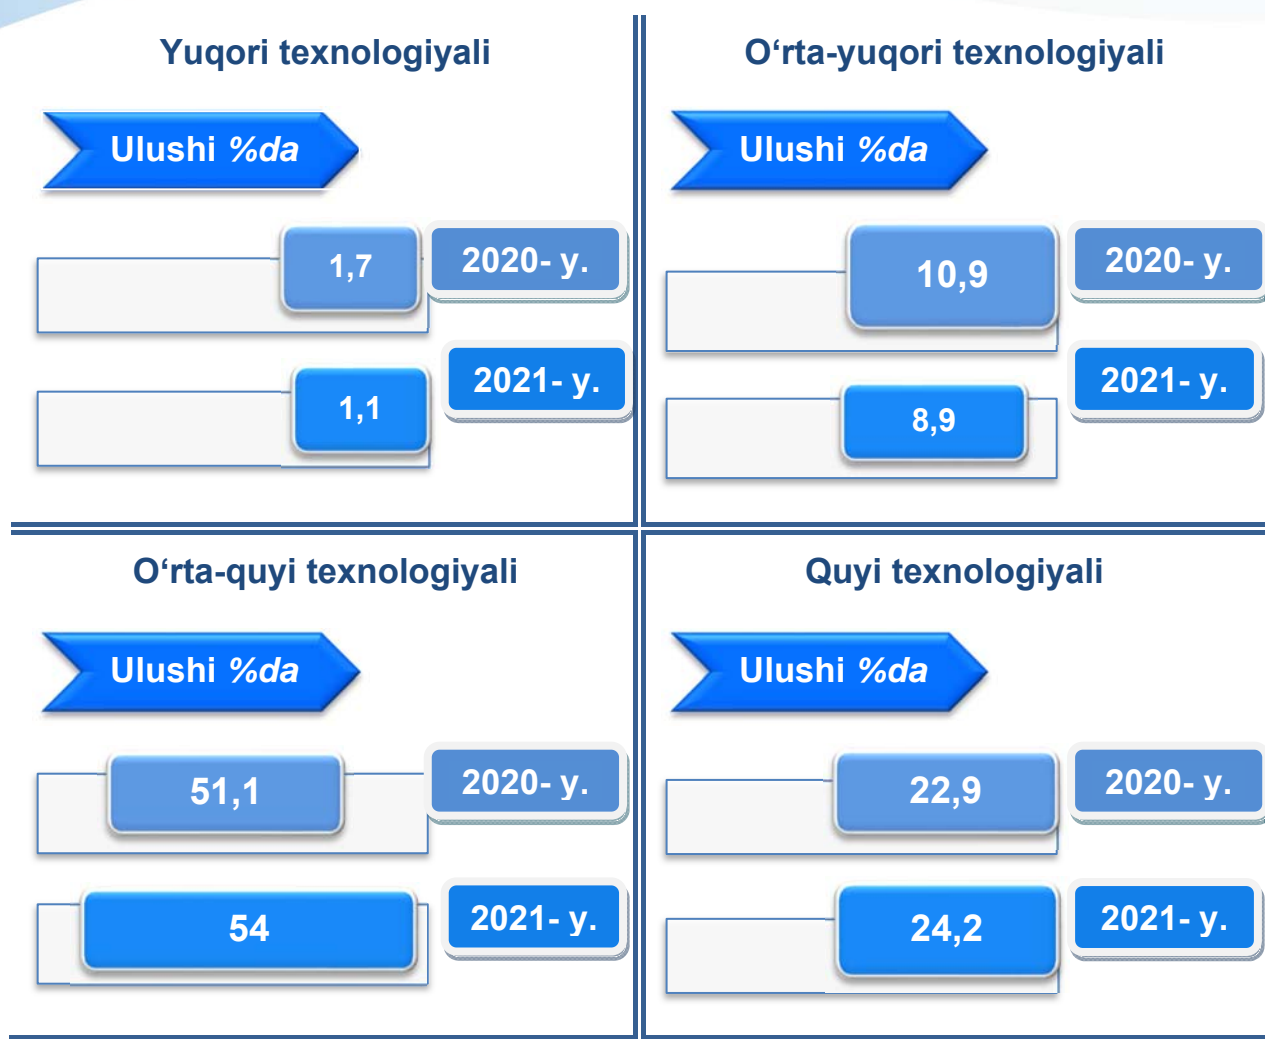 Yuqori texnologiyali
Ulushi %da
1,7
2020- y.
1,1
2021- y.
O‘rta-yuqori texnologiyali
Ulushi %da
10,9
2020- y.
8,9
2021- y.
O‘rta-quyi texnologiyali
Ulushi %da
51,1
2020- y.
54
2021- y.
Quyi texnologiyali
Ulushi %da
22,9
2020- y.
24,2
2021- y.